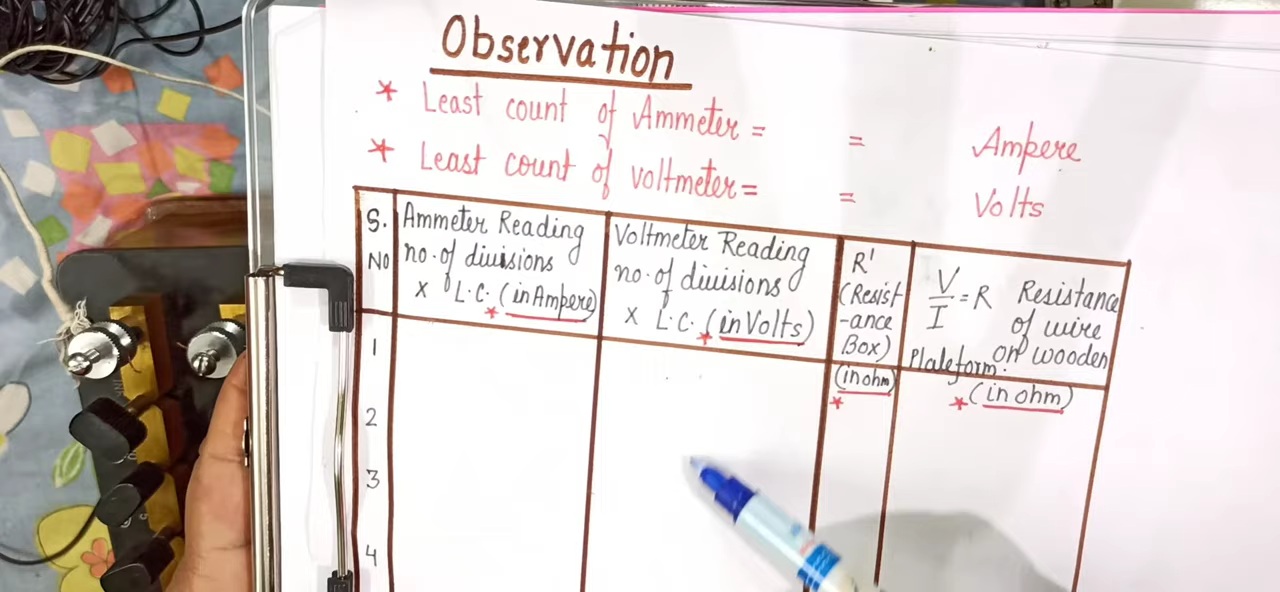 Observation
* Least count of Ammeter = = Ampere
* Least count of voltmeter = = Volts
S. No
Ammeter Reading
no. of divisions
x L.C. (in Ampere)
*
Voltmeter Reading
no. of divisions
x L.C. (in Volts)
*
R'
(Resist
-ance
Box)
(in ohm)
*
V/I = R Resistance
of wire
on wooden
Plateform.
*(in ohm)
1
2
3
4